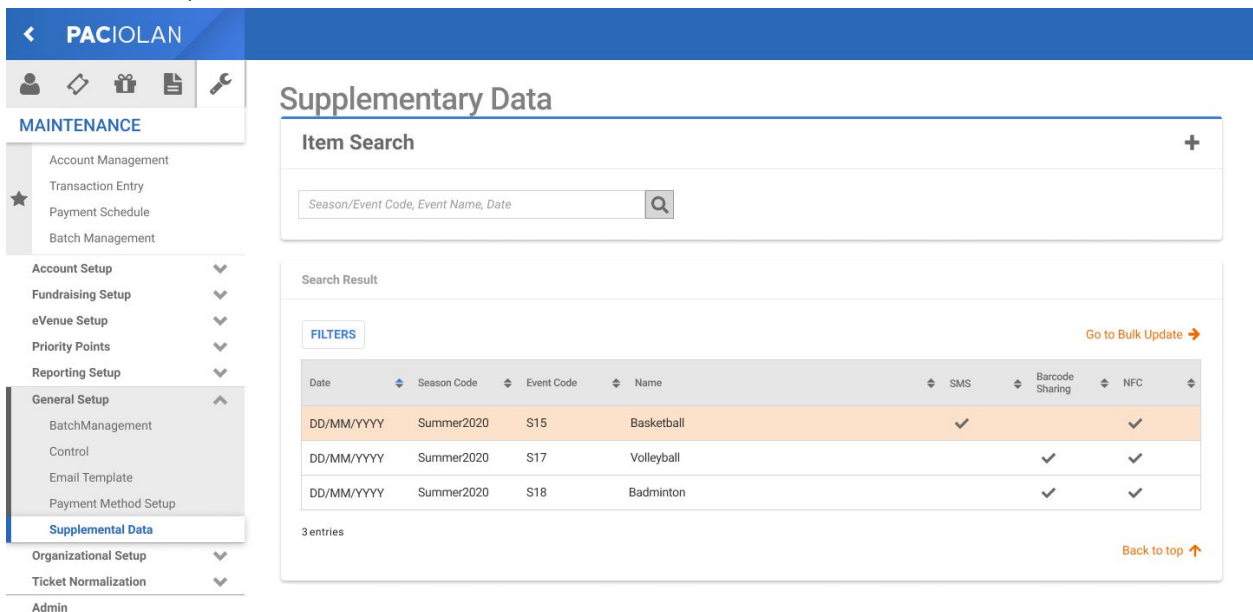 PACIOLAN
MAINTENANCE
Account Management
Transaction Entry
Payment Schedule
Batch Management
Account Setup
Fundraising Setup
eVenue Setup
Priority Points
Reporting Setup
General Setup
BatchManagement
Control
Email Template
Payment Method Setup
Supplemental Data
Organizational Setup
Ticket Normalization
Admin
Supplementary Data
Item Search
Season/Event Code, Event Name, Date
Search Result
FILTERS
Go to Bulk Update
Date Season Code Event Code Name SMS Barcode Sharing NFC
DD/MM/YYYY Summer2020 S15 Basketball
DD/MM/YYYY Summer2020 S17 Volleyball
DD/MM/YYYY Summer2020 S18 Badminton
3 entries
Back to top